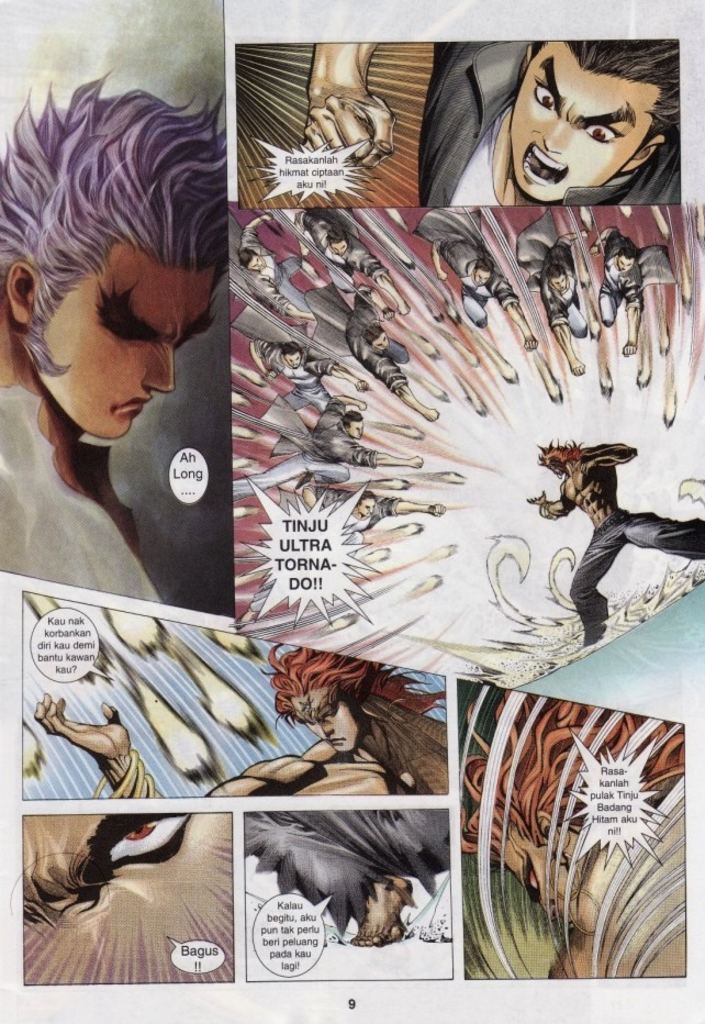 Ah
Long
....
Rasakanlah
hikmat ciptaan
aku ni!
TINJU
ULTRA
TORNA-
DO!!
Kau nak
korbankan
diri kau demi
bantu kawan
kau?
Rasa-
kanlah
pulak Tinju
Badang
Hitam aku
ni!!
Bagus
!!
Kalau
begitu, aku
pun tak perlu
beri peluang
pada kau
lagi!
9